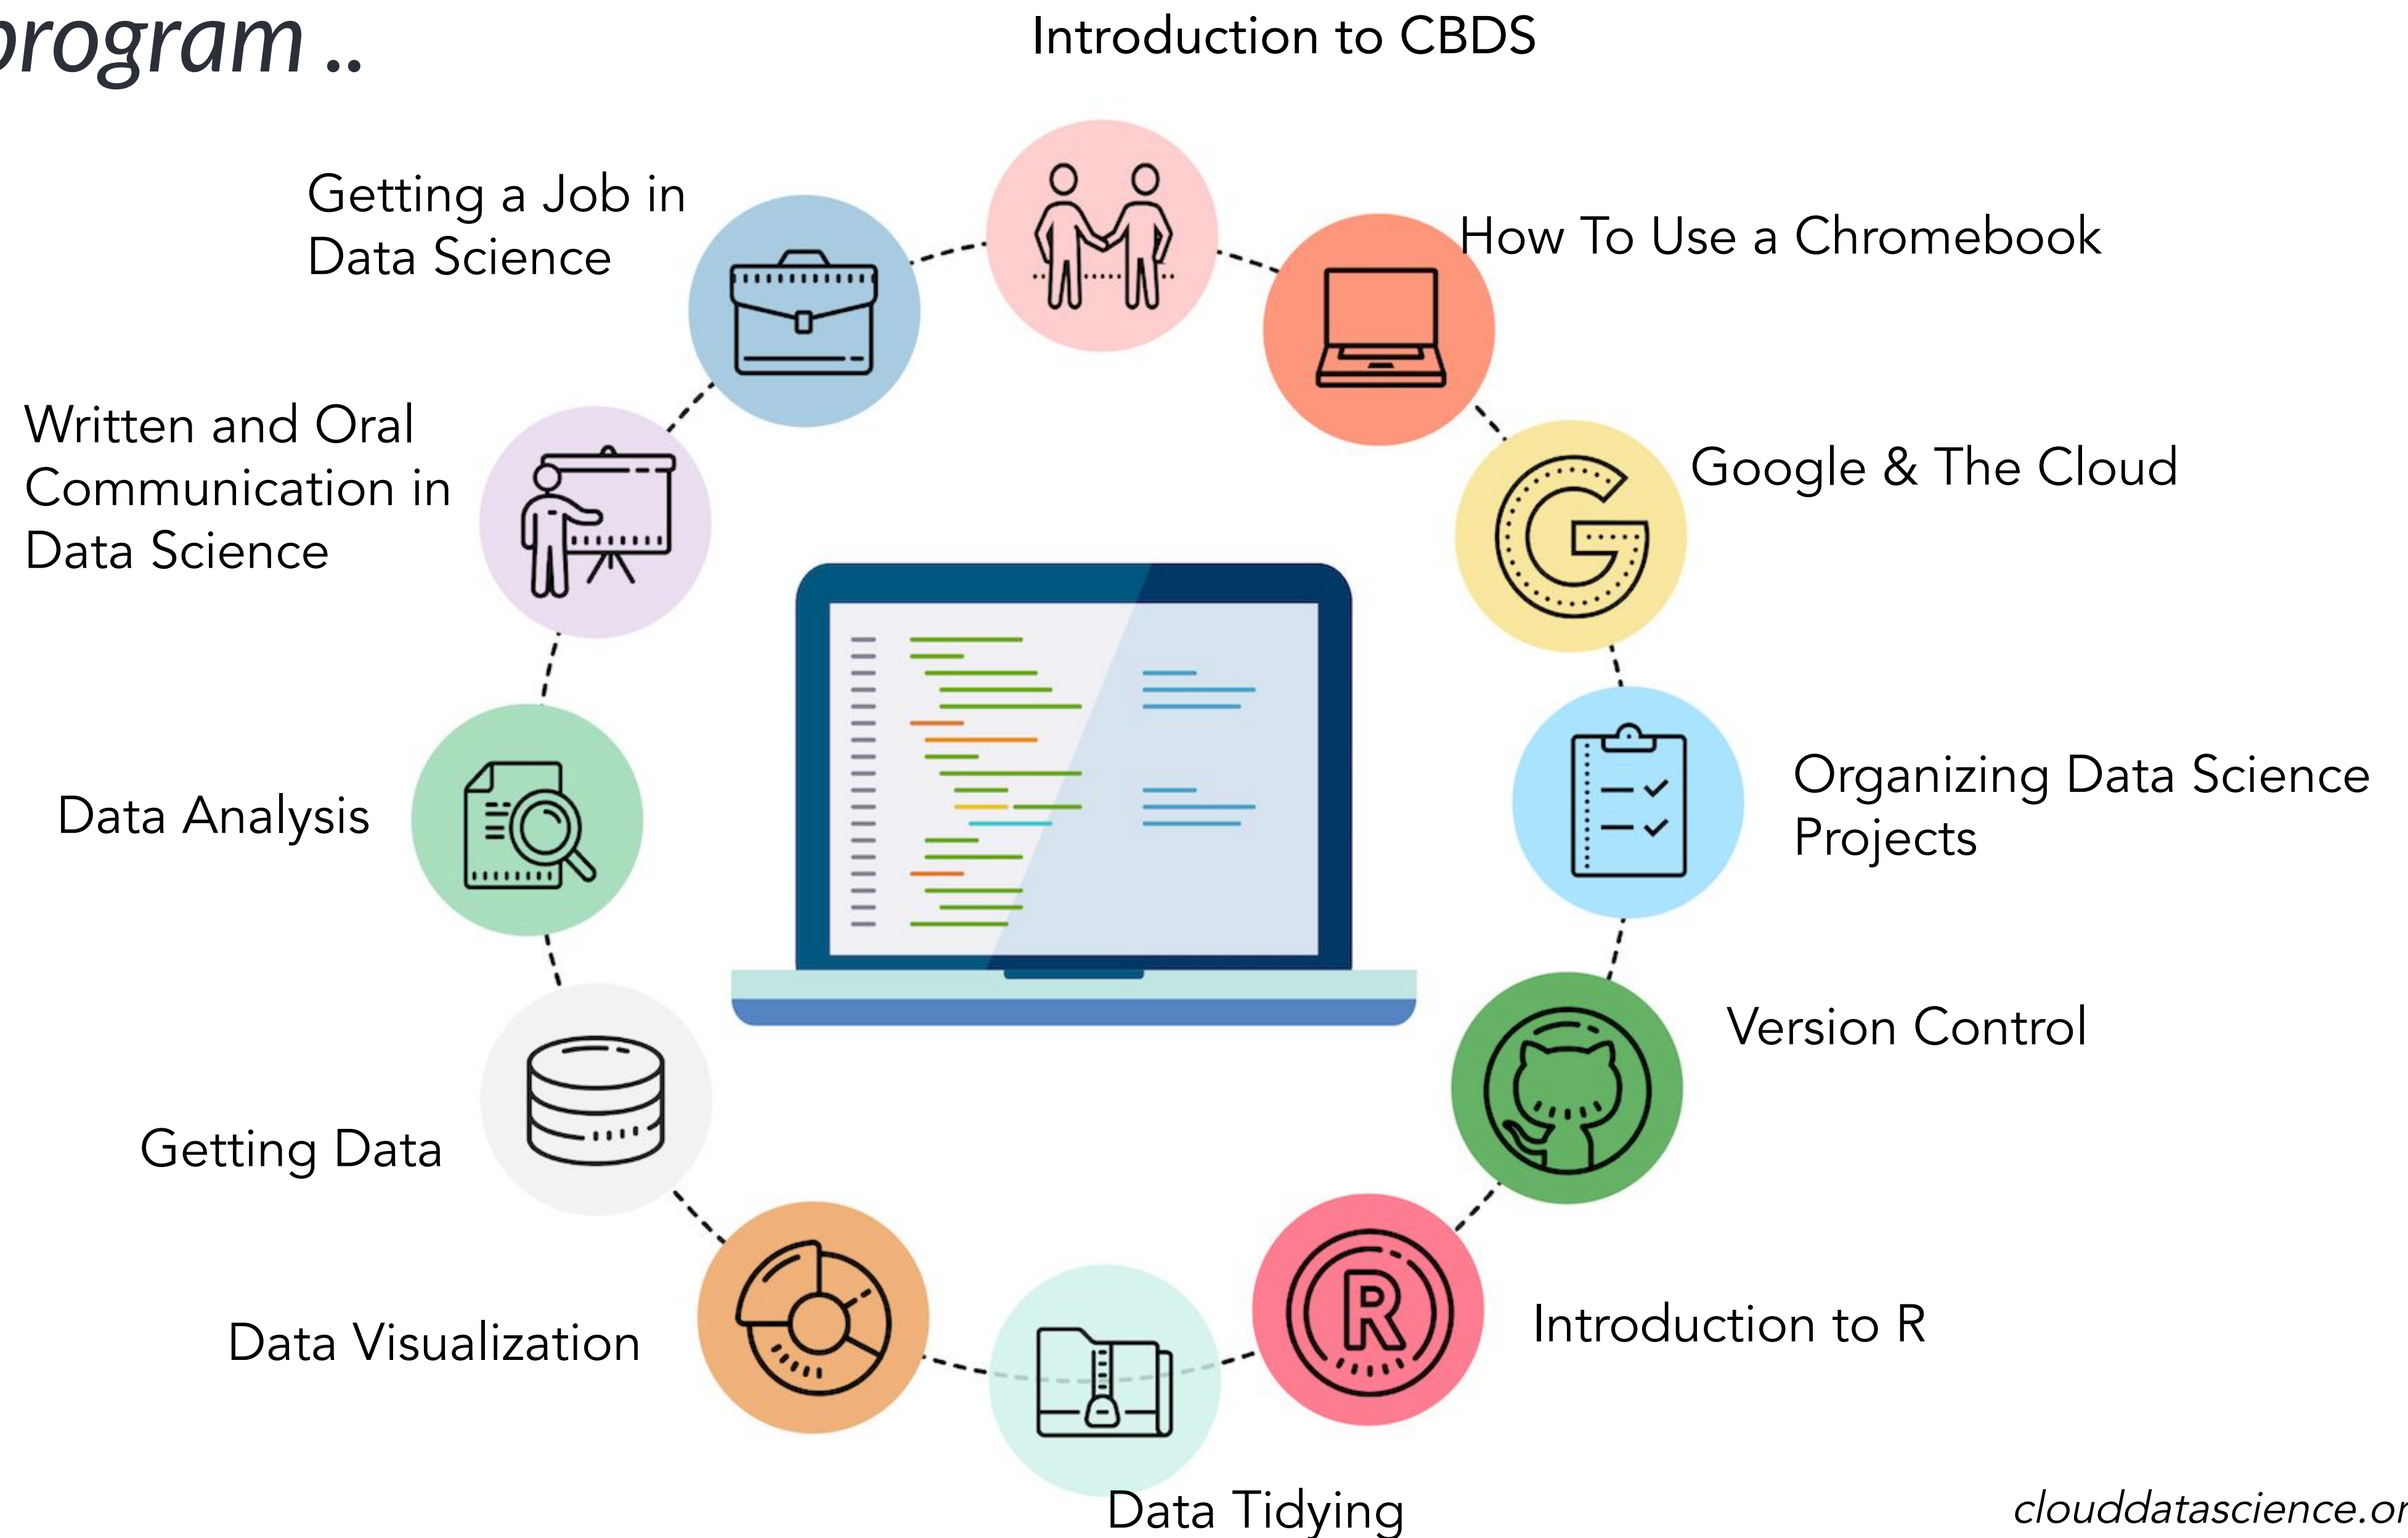 program ..
Introduction to CBDS
Getting a Job in
Data Science
How To Use a Chromebook
Written and Oral
Communication in
Data Science
Google & The Cloud
Data Analysis
Organizing Data Science
Projects
Version Control
Getting Data
Data Visualization
Introduction to R
Data Tidying
G
R
clouddatascience.or